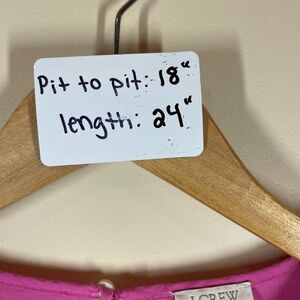 Pit to pit: 18"
length: 24"
J.CREW